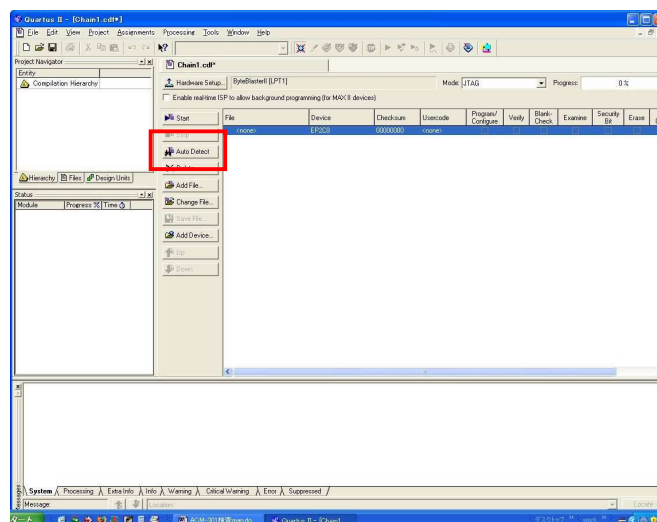 Quartus II - [Chain1.cdf*]
File Edit View Project Assignments Processing Tools Window Help
Project Navigator
Entity
Compilation Hierarchy
Hierarchy Files Design Units
Status
Module Progress % Time
Chain1.cdf*
Hardware Setup... ByteBlasterII [LPT1] Mode: JTAG Progress: 0 %
Enable real-time ISP to allow background programming (for MAX II devices)
Start
Stop
Auto Detect
Delete
Add File...
Change File...
Save File...
Add Device...
Up
Down
File Device Checksum Usercode Program/Configure Verify Blank-Check Examine Security Bit Erase
<none> EP2C8 00000000 <none>
System Processing Extra Info Info Warning Critical Warning Error Suppressed
Messages
Message: Location: Locate
Quartus II - [Chain1....